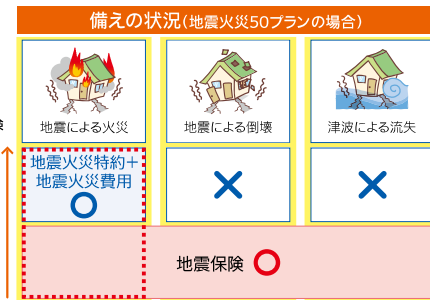 備えの状況(地震火災50プランの場合)
地震による火災
地震による倒壊
津波による流失
険
地震火災特約+
地震火災費用
地震保険